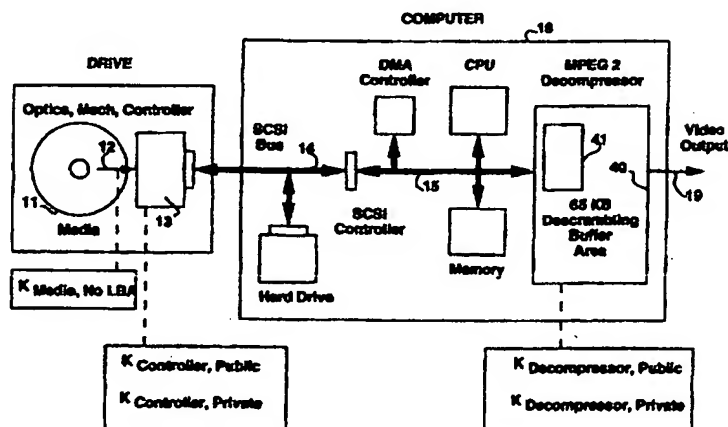 COMPUTER
16
DRIVE
Optics, Mech, Controller
12
11
13
Media
SCSI
Bus
14
DMA
Controller
CPU
MPEG 2
Decompressor
41
15
SCSI
Controller
Memory
Hard Drive
65 KB
Descrambling
Buffer
Area
40
Video
Output
19
K Media, No LBA
K Controller, Public
K Controller, Private
K Decompressor, Public
K Decompressor, Private